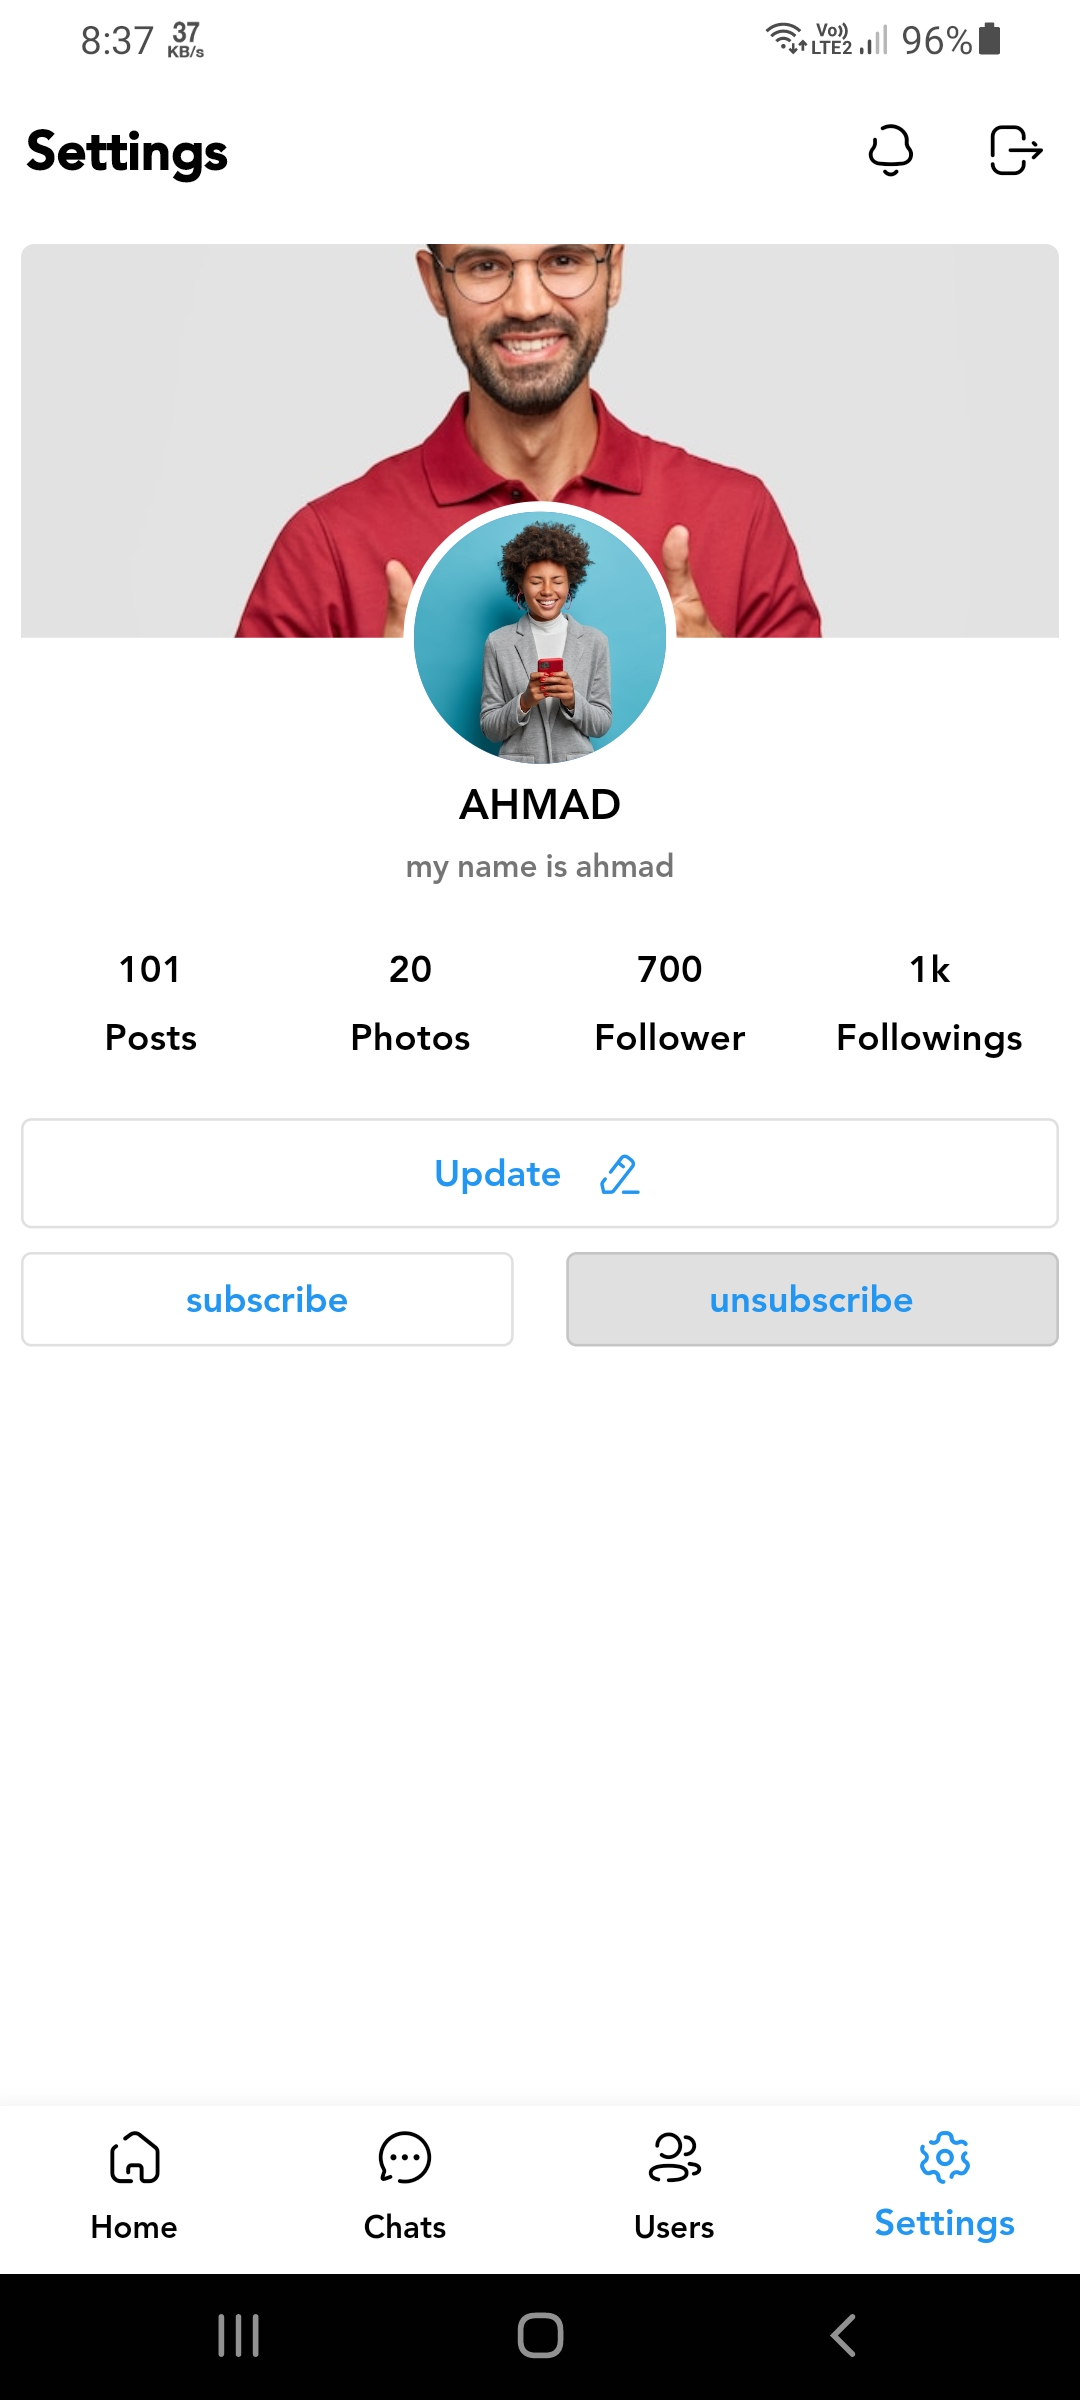 8:37 37 KB/s Vo)) LTE2 96%
Settings
AHMAD
my name is ahmad
101 20 700 1k
Posts Photos Follower Followings
Update
subscribe unsubscribe
Home Chats Users Settings